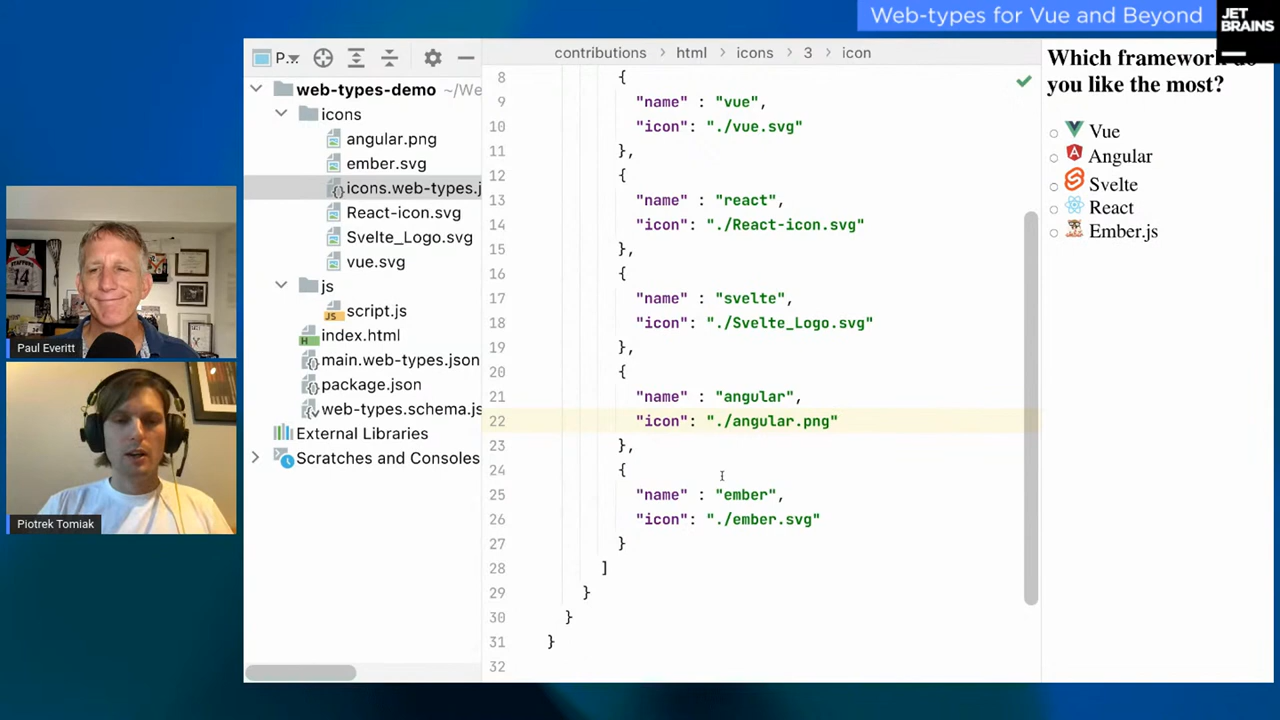 Web-types for Vue and Beyond
JET
BRAINS
P...
contributions > html > icons > 3 > icon
web-types-demo ~/We
icons
angular.png
ember.svg
icons.web-types.j
React-icon.svg
Svelte_Logo.svg
vue.svg
js
script.js
index.html
main.web-types.json
package.json
web-types.schema.js
External Libraries
Scratches and Consoles
8 {
9 "name" : "vue",
10 "icon": "./vue.svg"
11 },
12 {
13 "name" : "react",
14 "icon": "./React-icon.svg"
15 },
16 {
17 "name" : "svelte",
18 "icon": "./Svelte_Logo.svg"
19 },
20 {
21 "name" : "angular",
22 "icon": "./angular.png"
23 },
24 {
25 "name" : "ember",
26 "icon": "./ember.svg"
27 }
28 ]
29 }
30 }
31 }
32
Which framework do
you like the most?
Vue
Angular
Svelte
React
Ember.js
14
Paul Everitt
Piotrek Tomiak